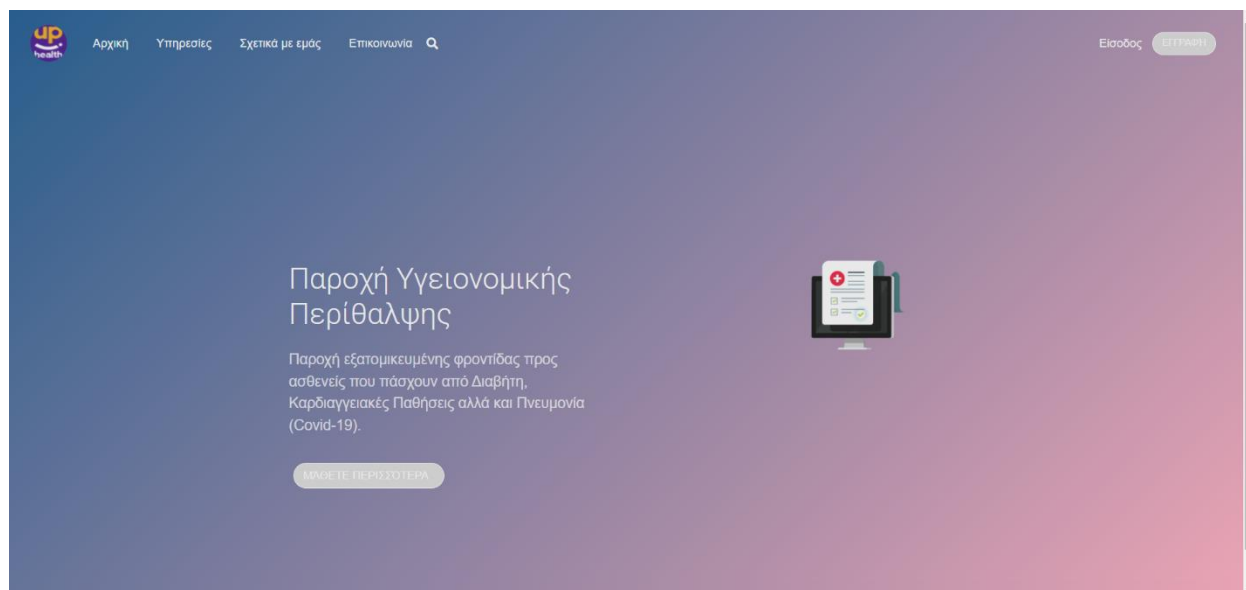 up
health
Αρχική Υπηρεσίες Σχετικά με εμάς Επικοινωνία
Είσοδος ΕΓΓΡΑΦΗ
Παροχή Υγειονομικής
Περίθαλψης
Παροχή εξατομικευμένης φροντίδας προς
ασθενείς που πάσχουν από Διαβήτη,
Καρδιαγγειακές Παθήσεις αλλά και Πνευμονία
(Covid-19).
ΜΑΘΕΤΕ ΠΕΡΙΣΣΌΤΕΡΑ